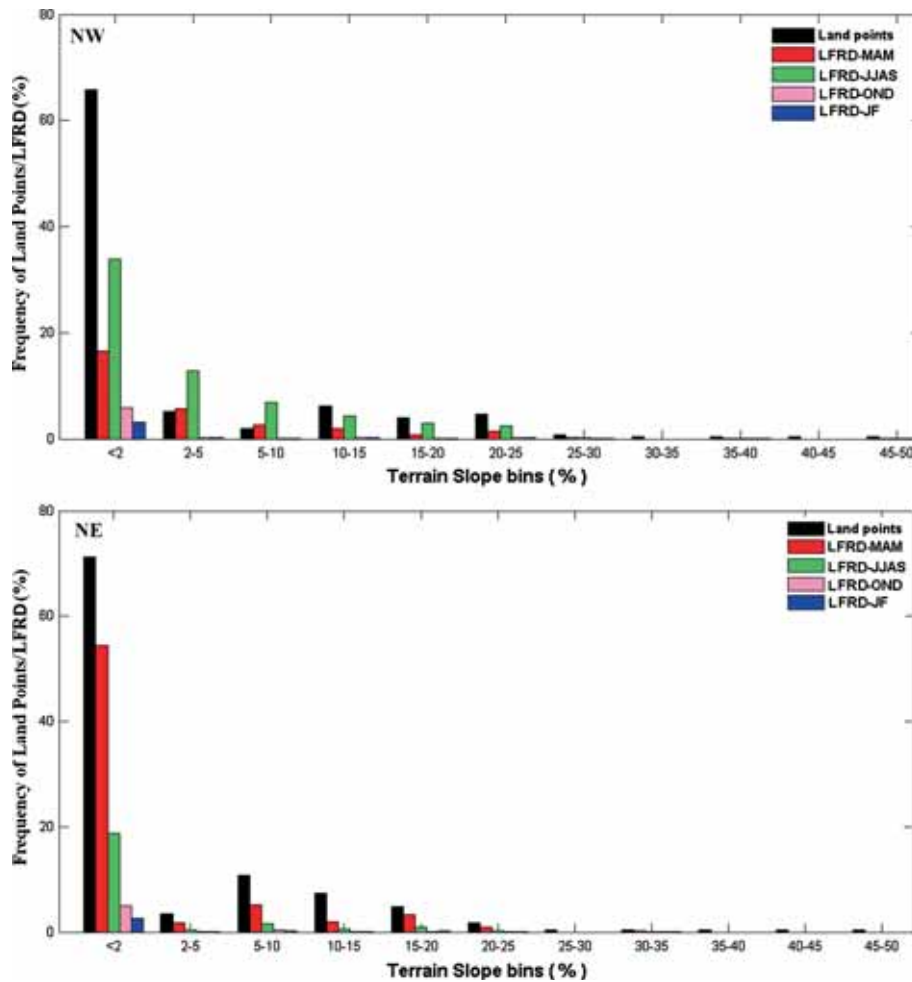 NW
Frequency of Land Points/LFRD (%)
80
60
40
20
0
Land points
LFRD-MAM
LFRD-JJAS
LFRD-OND
LFRD-JF
<2 2-5 5-10 10-15 15-20 20-25 25-30 30-35 35-40 40-45 45-50
Terrain Slope bins ( % )
NE
Frequency of Land Points/LFRD (%)
80
60
40
20
0
Land points
LFRD-MAM
LFRD-JJAS
LFRD-OND
LFRD-JF
<2 2-5 5-10 10-15 15-20 20-25 25-30 30-35 35-40 40-45 45-50
Terrain Slope bins ( % )